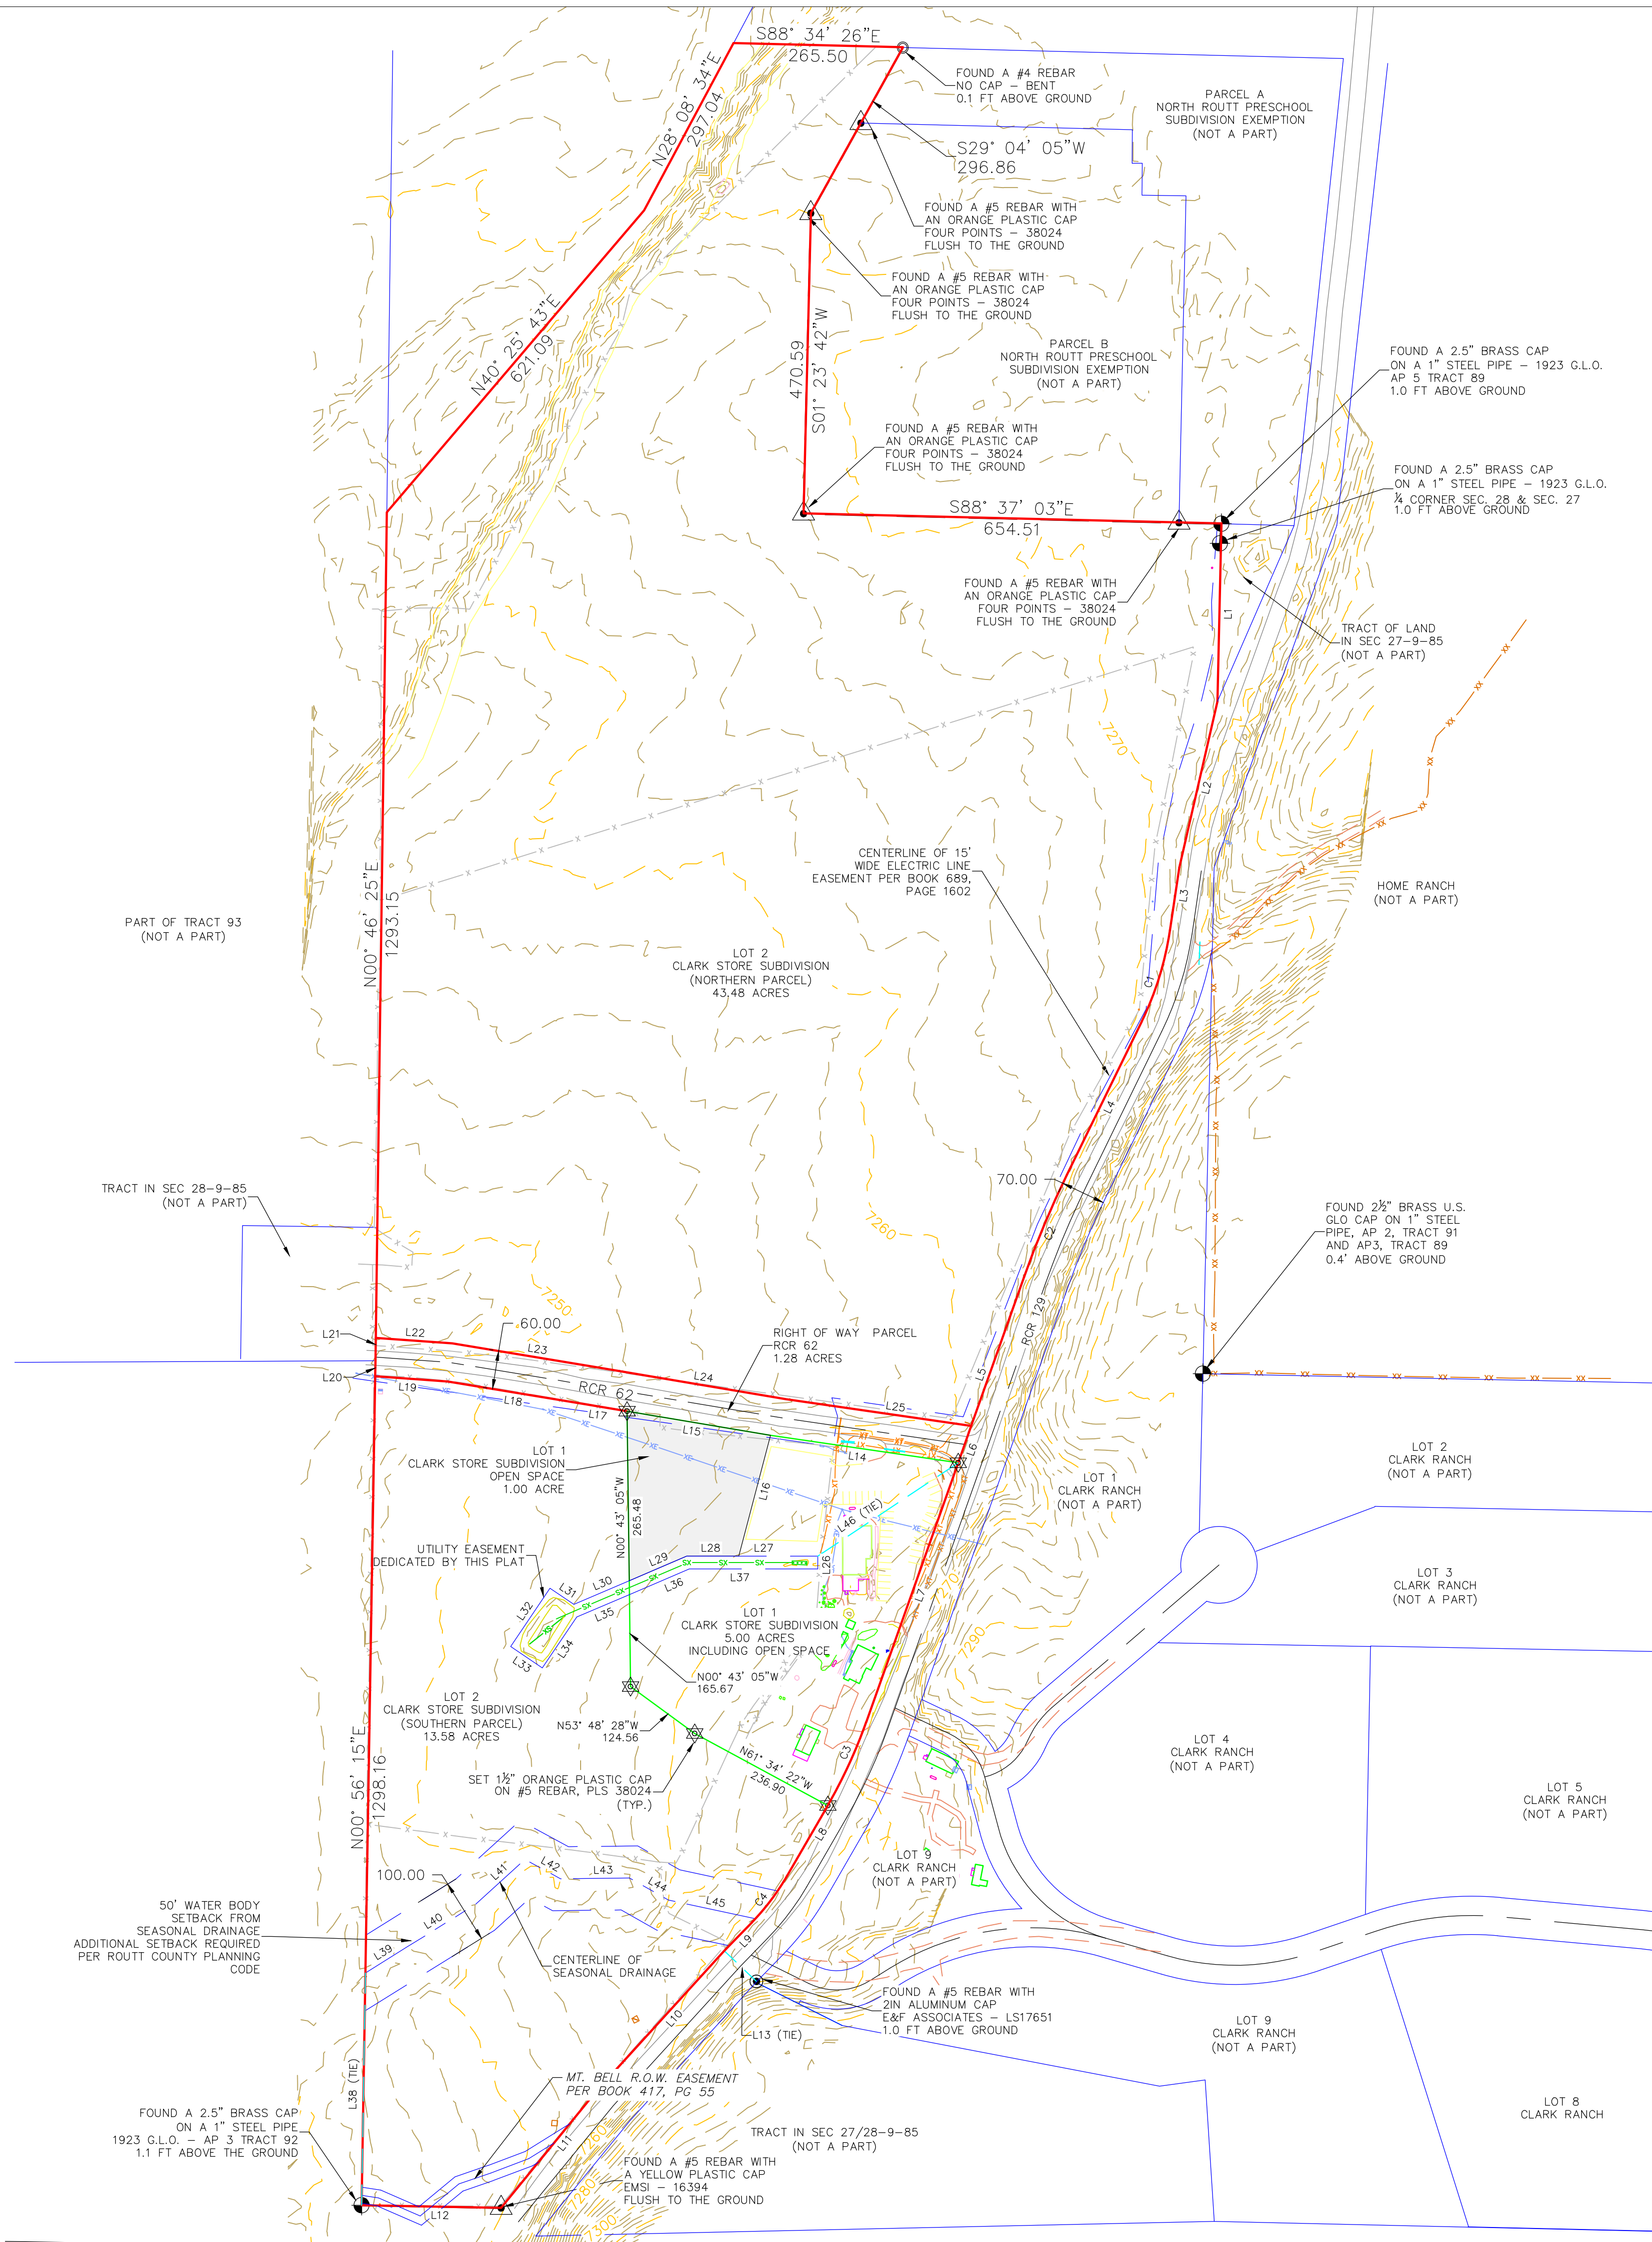 S88° 34' 26"E
265.50
N28° 08' 34"E
297.04
FOUND A #4 REBAR
NO CAP – BENT
0.1 FT ABOVE GROUND
PARCEL A
NORTH ROUTT PRESCHOOL
SUBDIVISION EXEMPTION
(NOT A PART)
S29° 04' 05"W
296.86
FOUND A #5 REBAR WITH
AN ORANGE PLASTIC CAP
FOUR POINTS – 38024
FLUSH TO THE GROUND
FOUND A #5 REBAR WITH
AN ORANGE PLASTIC CAP
FOUR POINTS – 38024
FLUSH TO THE GROUND
N40° 25' 43"E
621.09
470.59
S01° 23' 42"W
PARCEL B
NORTH ROUTT PRESCHOOL
SUBDIVISION EXEMPTION
(NOT A PART)
FOUND A 2.5" BRASS CAP
ON A 1" STEEL PIPE – 1923 G.L.O.
AP 5 TRACT 89
1.0 FT ABOVE GROUND
FOUND A #5 REBAR WITH
AN ORANGE PLASTIC CAP
FOUR POINTS – 38024
FLUSH TO THE GROUND
FOUND A 2.5" BRASS CAP
ON A 1" STEEL PIPE – 1923 G.L.O.
¼ CORNER SEC. 28 & SEC. 27
1.0 FT ABOVE GROUND
S88° 37' 03"E
654.51
FOUND A #5 REBAR WITH
AN ORANGE PLASTIC CAP
FOUR POINTS – 38024
FLUSH TO THE GROUND
L1
TRACT OF LAND
IN SEC 27-9-85
(NOT A PART)
7270
L2
CENTERLINE OF 15'
WIDE ELECTRIC LINE
EASEMENT PER BOOK 689,
PAGE 1602
L3
HOME RANCH
(NOT A PART)
PART OF TRACT 93
(NOT A PART)
N00° 46' 25"E
1293.15
LOT 2
CLARK STORE SUBDIVISION
(NORTHERN PARCEL)
43.48 ACRES
C1
L4
70.00
TRACT IN SEC 28-9-85
(NOT A PART)
7260
C2
FOUND 2½" BRASS U.S.
GLO CAP ON 1" STEEL
PIPE, AP 2, TRACT 91
AND AP3, TRACT 89
0.4' ABOVE GROUND
7250
RCR 129
L21
L22
60.00
L23
RIGHT OF WAY  PARCEL
RCR 62
1.28 ACRES
L20
L19
L18
RCR 62
L24
L5
L17
L25
L15
L14
L6
LOT 1
CLARK STORE SUBDIVISION
OPEN SPACE
1.00 ACRE
L16
LOT 2
CLARK RANCH
(NOT A PART)
LOT 1
CLARK RANCH
(NOT A PART)
N00° 43' 05"W
265.48
L46 (TIE)
UTILITY EASEMENT
DEDICATED BY THIS PLAT
L28
L27
L29
L26
L30
L36
L37
L31
L32
L35
L34
L33
L7
7270
LOT 3
CLARK RANCH
(NOT A PART)
LOT 1
CLARK STORE SUBDIVISION
5.00 ACRES
INCLUDING OPEN SPACE
7290
N00° 43' 05"W
165.67
LOT 2
CLARK STORE SUBDIVISION
(SOUTHERN PARCEL)
13.58 ACRES
N53° 48' 28"W
124.56
N61° 34' 22"W
236.90
C3
LOT 4
CLARK RANCH
(NOT A PART)
SET 1½" ORANGE PLASTIC CAP
ON #5 REBAR, PLS 38024
(TYP.)
N00° 56' 15"E
1298.16
LOT 5
CLARK RANCH
(NOT A PART)
L8
LOT 9
CLARK RANCH
(NOT A PART)
100.00
L41
L42
L43
L44
L45
C4
50' WATER BODY
SETBACK FROM
SEASONAL DRAINAGE
ADDITIONAL SETBACK REQUIRED
PER ROUTT COUNTY PLANNING
CODE
L40
L39
L9
CENTERLINE OF
SEASONAL DRAINAGE
FOUND A #5 REBAR WITH
2IN ALUMINUM CAP
E&F ASSOCIATES – LS17651
1.0 FT ABOVE GROUND
L10
L13 (TIE)
LOT 9
CLARK RANCH
(NOT A PART)
L38 (TIE)
MT. BELL R.O.W. EASEMENT
PER BOOK 417, PG 55
FOUND A 2.5" BRASS CAP
ON A 1" STEEL PIPE
1923 G.L.O. – AP 3 TRACT 92
1.1 FT ABOVE THE GROUND
LOT 8
CLARK RANCH
TRACT IN SEC 27/28-9-85
(NOT A PART)
L11
7260
FOUND A #5 REBAR WITH
A YELLOW PLASTIC CAP
EMSI – 16394
FLUSH TO THE GROUND
L12
7280
7300